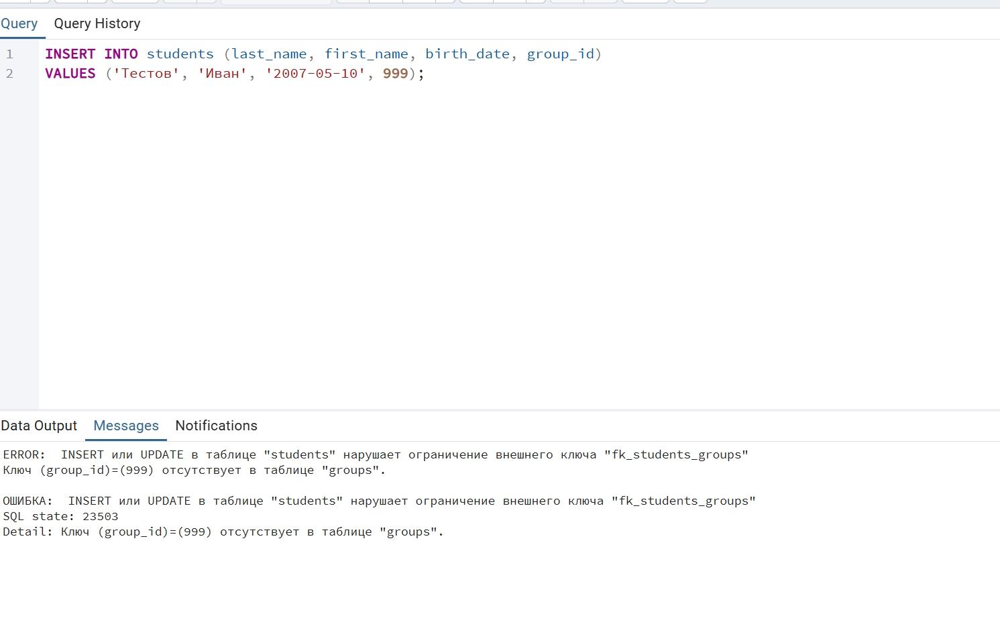 Query Query History
1 INSERT INTO students (last_name, first_name, birth_date, group_id)
2 VALUES ('Тестов', 'Иван', '2007-05-10', 999);
Data Output Messages Notifications
ERROR:  INSERT или UPDATE в таблице "students" нарушает ограничение внешнего ключа "fk_students_groups"
Ключ (group_id)=(999) отсутствует в таблице "groups".
ОШИБКА:  INSERT или UPDATE в таблице "students" нарушает ограничение внешнего ключа "fk_students_groups"
SQL state: 23503
Detail: Ключ (group_id)=(999) отсутствует в таблице "groups".